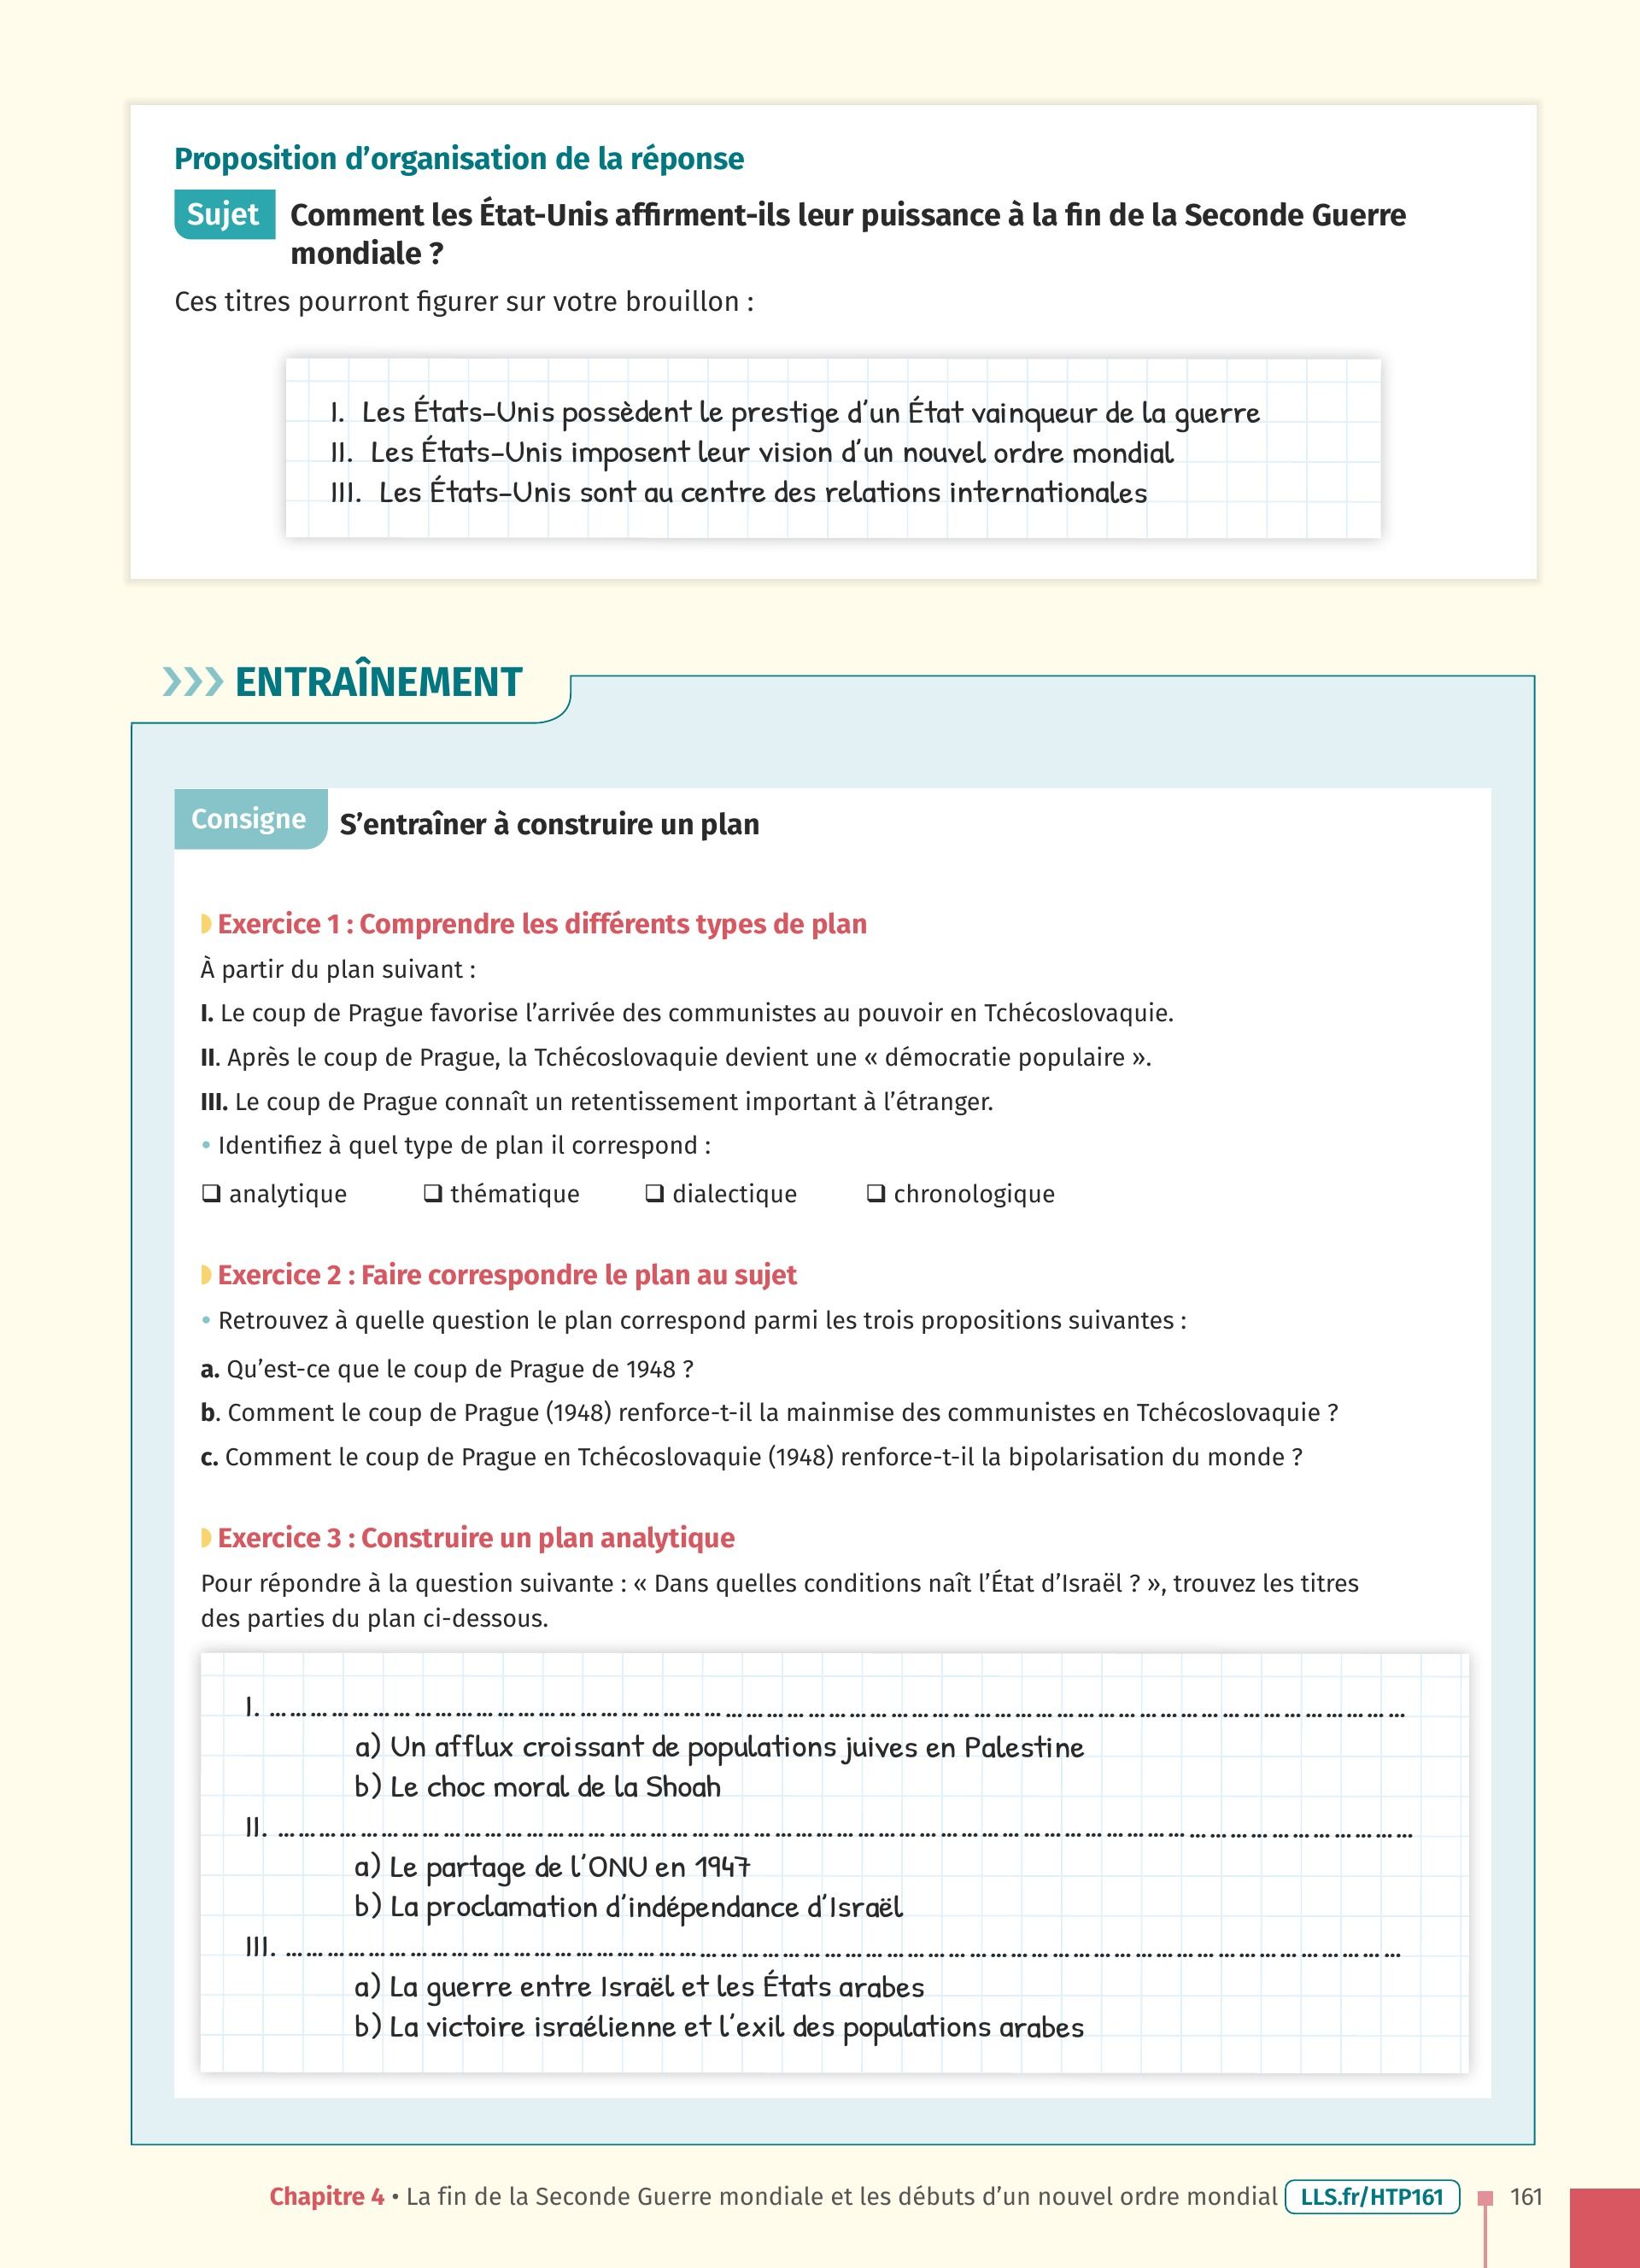 Proposition d’organisation de la réponse
Sujet Comment les État-Unis affirment-ils leur puissance à la fin de la Seconde Guerre
mondiale ?
Ces titres pourront figurer sur votre brouillon :
I. Les États-Unis possèdent le prestige d’un État vainqueur de la guerre
II. Les États-Unis imposent leur vision d’un nouvel ordre mondial
III. Les États-Unis sont au centre des relations internationales
ENTRAÎNEMENT
Consigne S’entraîner à construire un plan
Exercice 1 : Comprendre les différents types de plan
À partir du plan suivant :
I. Le coup de Prague favorise l’arrivée des communistes au pouvoir en Tchécoslovaquie.
II. Après le coup de Prague, la Tchécoslovaquie devient une « démocratie populaire ».
III. Le coup de Prague connaît un retentissement important à l’étranger.
• Identifiez à quel type de plan il correspond :
❑ analytique ❑ thématique ❑ dialectique ❑ chronologique
Exercice 2 : Faire correspondre le plan au sujet
• Retrouvez à quelle question le plan correspond parmi les trois propositions suivantes :
a. Qu’est-ce que le coup de Prague de 1948 ?
b. Comment le coup de Prague (1948) renforce-t-il la mainmise des communistes en Tchécoslovaquie ?
c. Comment le coup de Prague en Tchécoslovaquie (1948) renforce-t-il la bipolarisation du monde ?
Exercice 3 : Construire un plan analytique
Pour répondre à la question suivante : « Dans quelles conditions naît l’État d’Israël ? », trouvez les titres
des parties du plan ci-dessous.
I. ……………………………………………………………………………………
a) Un afflux croissant de populations juives en Palestine
b) Le choc moral de la Shoah
II. ……………………………………………………………………………………
a) Le partage de l’ONU en 1947
b) La proclamation d’indépendance d’Israël
III. ……………………………………………………………………………………
a) La guerre entre Israël et les États arabes
b) La victoire israélienne et l’exil des populations arabes
Chapitre 4 • La fin de la Seconde Guerre mondiale et les débuts d’un nouvel ordre mondial LLS.fr/HTP161 161